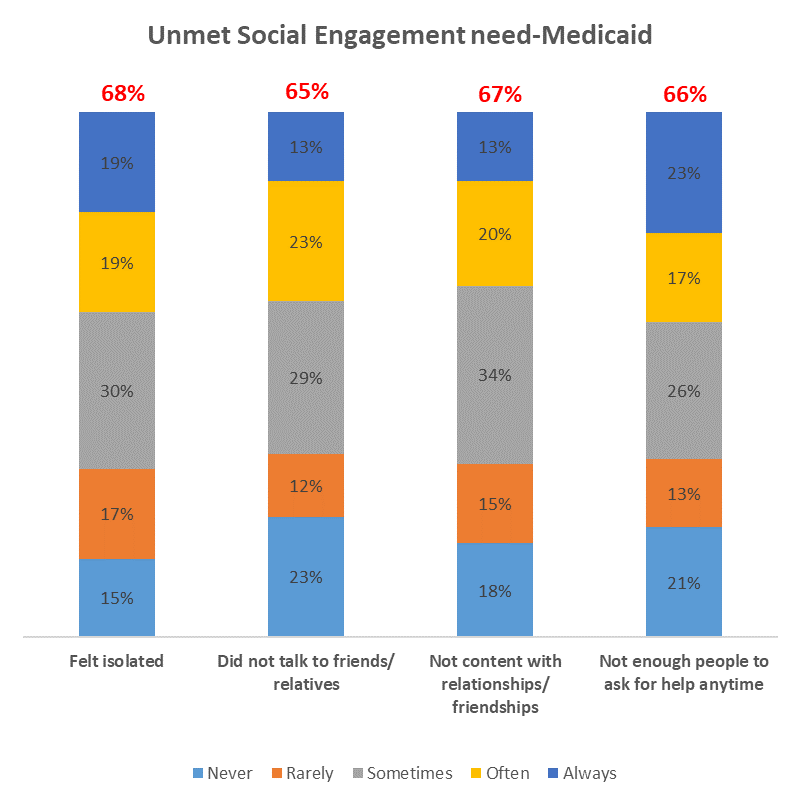 Unmet Social Engagement need-Medicaid
68% 65% 67% 66%
19% 13% 13% 23%
19% 23% 20% 17%
30% 29% 34% 26%
17% 12% 15% 13%
15% 23% 18% 21%
Felt isolated Did not talk to friends/ Not content with Not enough people to
relatives relationships/ ask for help anytime
friendships
Never Rarely Sometimes Often Always